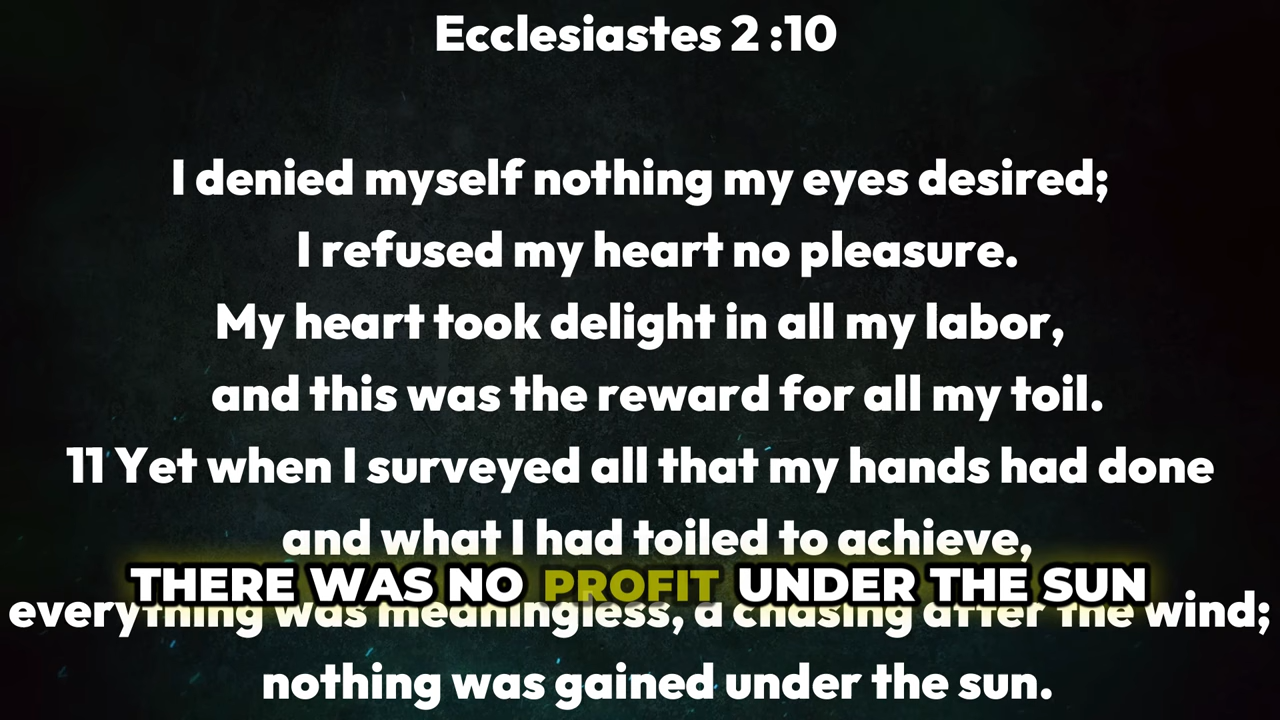 Ecclesiastes 2 :10
I denied myself nothing my eyes desired;
I refused my heart no pleasure.
My heart took delight in all my labor,
and this was the reward for all my toil.
11 Yet when I surveyed all that my hands had done
and what I had toiled to achieve,
THERE WAS NO PROFIT UNDER THE SUN
everything was meaningless, a chasing after the wind;
nothing was gained under the sun.